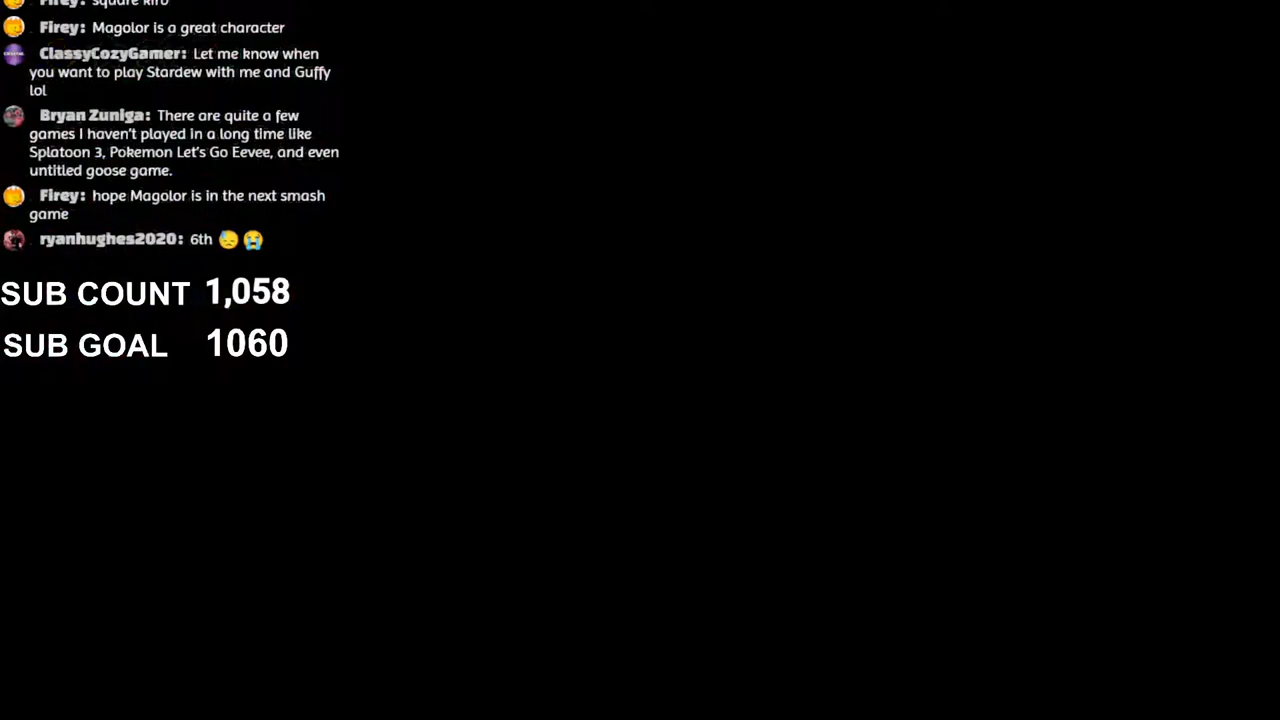 Firey: square kiro
Firey: Magolor is a great character
ClassyCozyGamer: Let me know when
you want to play Stardew with me and Guffy
lol
Bryan Zuniga: There are quite a few
games I haven't played in a long time like
Splatoon 3, Pokemon Let's Go Eevee, and even
untitled goose game.
Firey: hope Magolor is in the next smash
game
ryanhughes2020: 6th 😓😭
SUB COUNT 1,058
SUB GOAL 1060